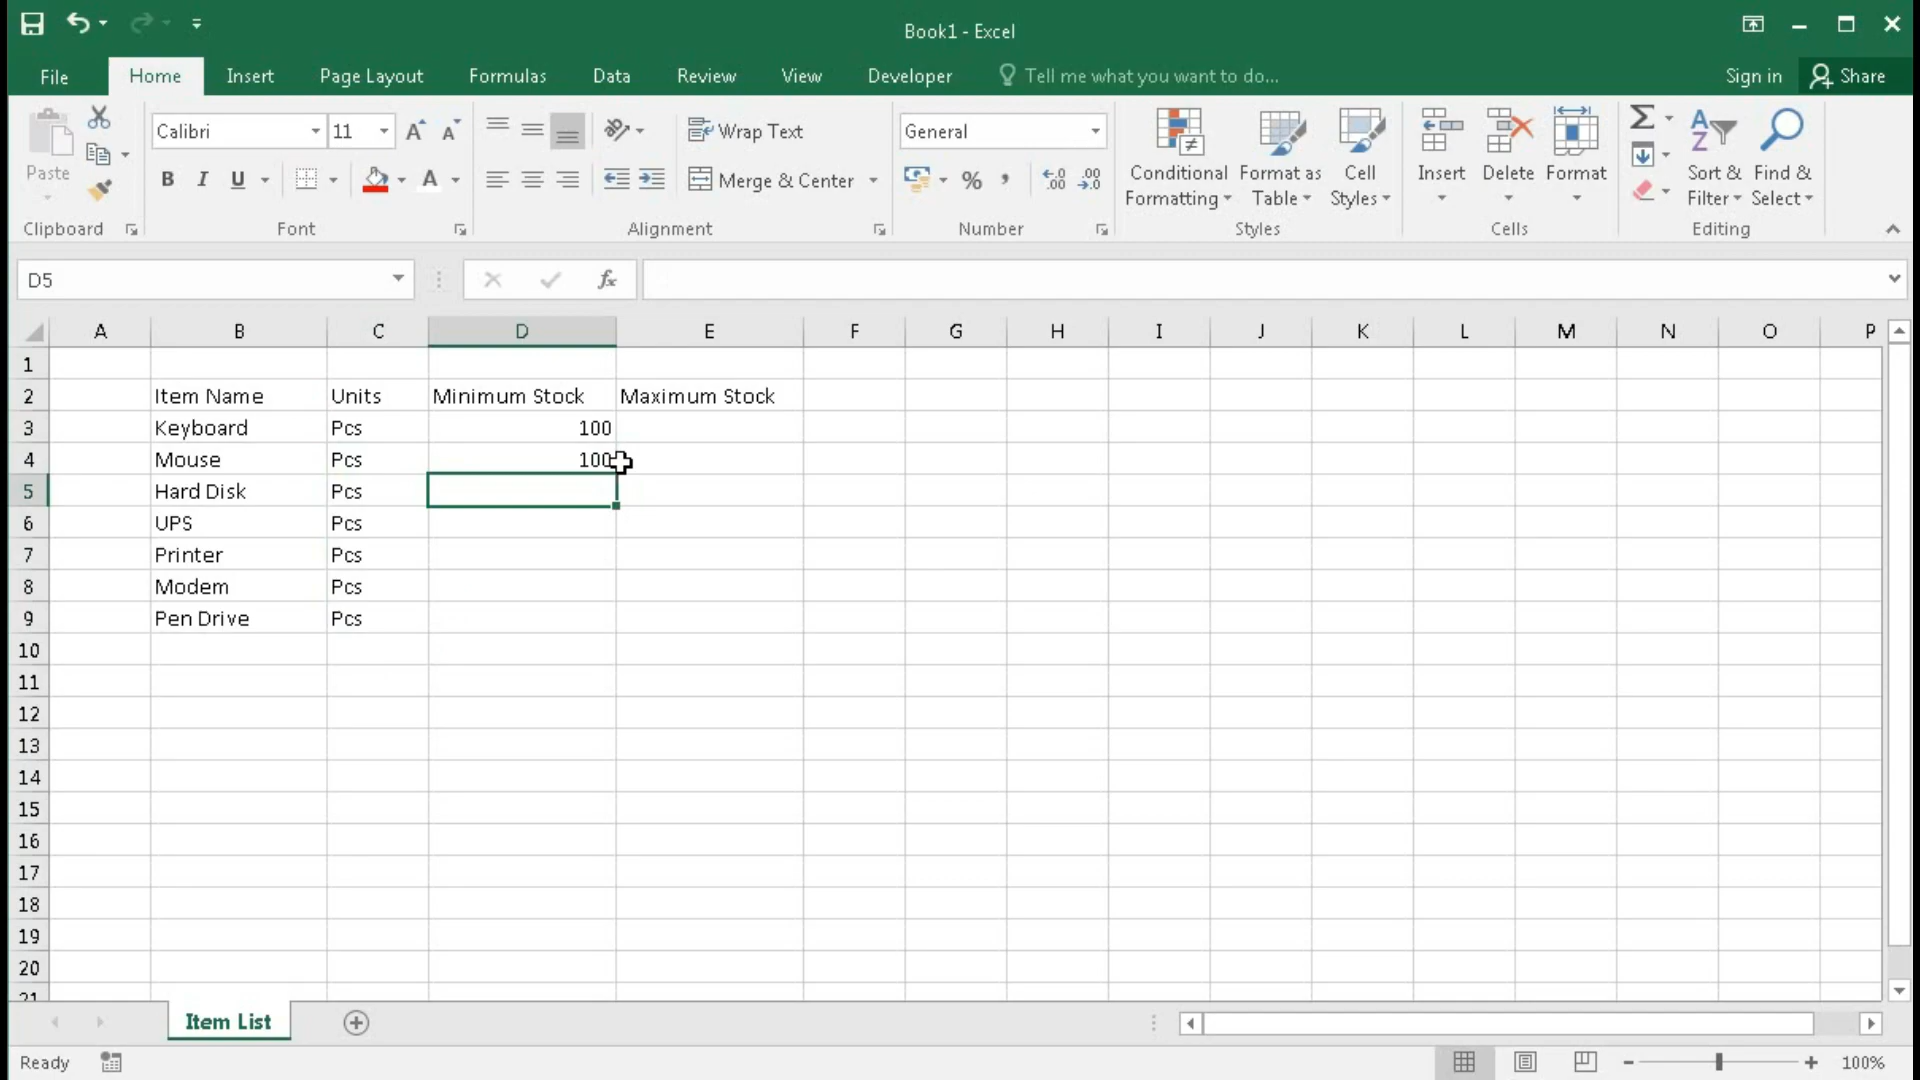 Book1 - Excel
File Home Insert Page Layout Formulas Data Review View Developer Tell me what you want to do... Sign in Share
Paste Calibri 11 A A Wrap Text General
B I U A Merge & Center % , .0 .00 .00 .0
Conditional Formatting Format as Table Cell Styles Insert Delete Format Σ A Z Sort & Filter Find & Select
Clipboard Font Alignment Number Styles Cells Editing
D5 fx
A B C D E F G H I J K L M N O P
1
2 Item Name Units Minimum Stock Maximum Stock
3 Keyboard Pcs 100
4 Mouse Pcs 100
5 Hard Disk Pcs
6 UPS Pcs
7 Printer Pcs
8 Modem Pcs
9 Pen Drive Pcs
10
11
12
13
14
15
16
17
18
19
20
21
Item List
Ready 100%